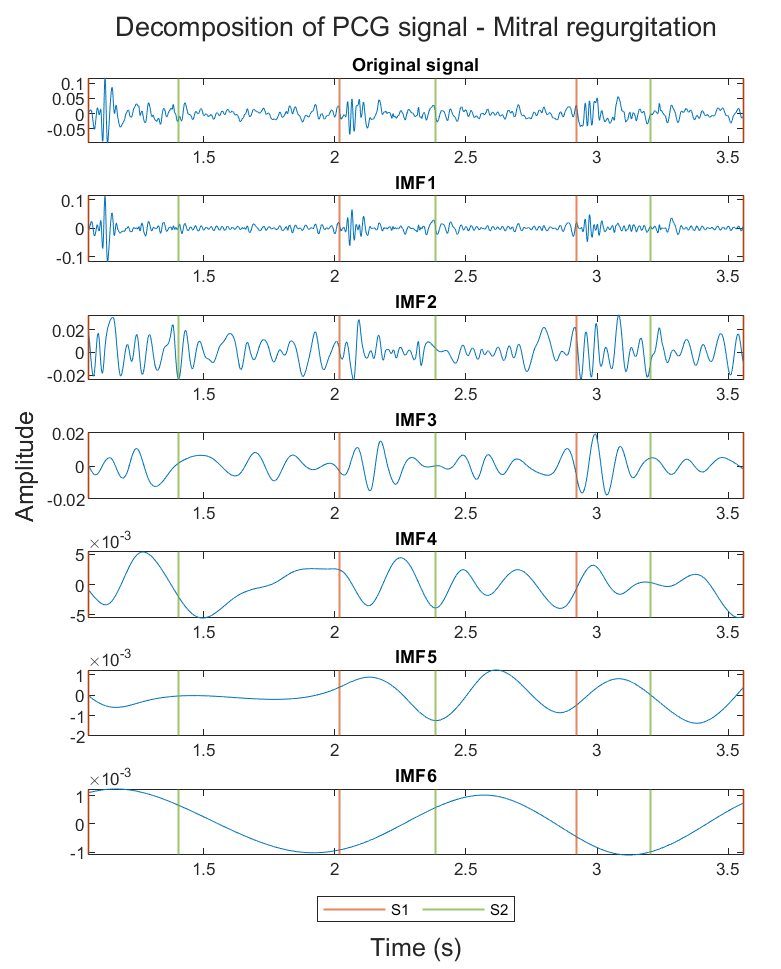 Decomposition of PCG signal - Mitral regurgitation
Original signal
0.1
0.05
0
-0.05
1.5 2 2.5 3 3.5
IMF1
0.1
0
-0.1
1.5 2 2.5 3 3.5
IMF2
0.02
0
-0.02
1.5 2 2.5 3 3.5
Amplitude
IMF3
0.02
0
-0.02
1.5 2 2.5 3 3.5
IMF4
×10⁻³
5
0
-5
1.5 2 2.5 3 3.5
IMF5
×10⁻³
1
0
-1
-2
1.5 2 2.5 3 3.5
IMF6
×10⁻³
1
0
-1
1.5 2 2.5 3 3.5
S1 S2
Time (s)